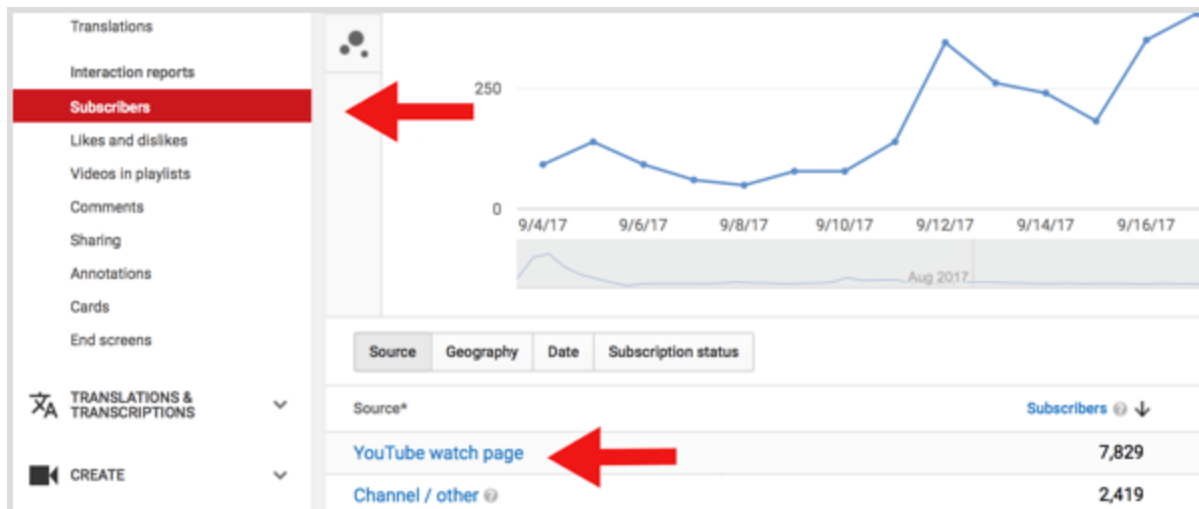 Translations
Interaction reports
Subscribers
Likes and dislikes
Videos in playlists
Comments
Sharing
Annotations
Cards
End screens
TRANSLATIONS &
TRANSCRIPTIONS
CREATE
250
0
9/4/17 9/6/17 9/8/17 9/10/17 9/12/17 9/14/17 9/16/17
Aug 2017
Source Geography Date Subscription status
Source* Subscribers ?
YouTube watch page 7,829
Channel / other ? 2,419